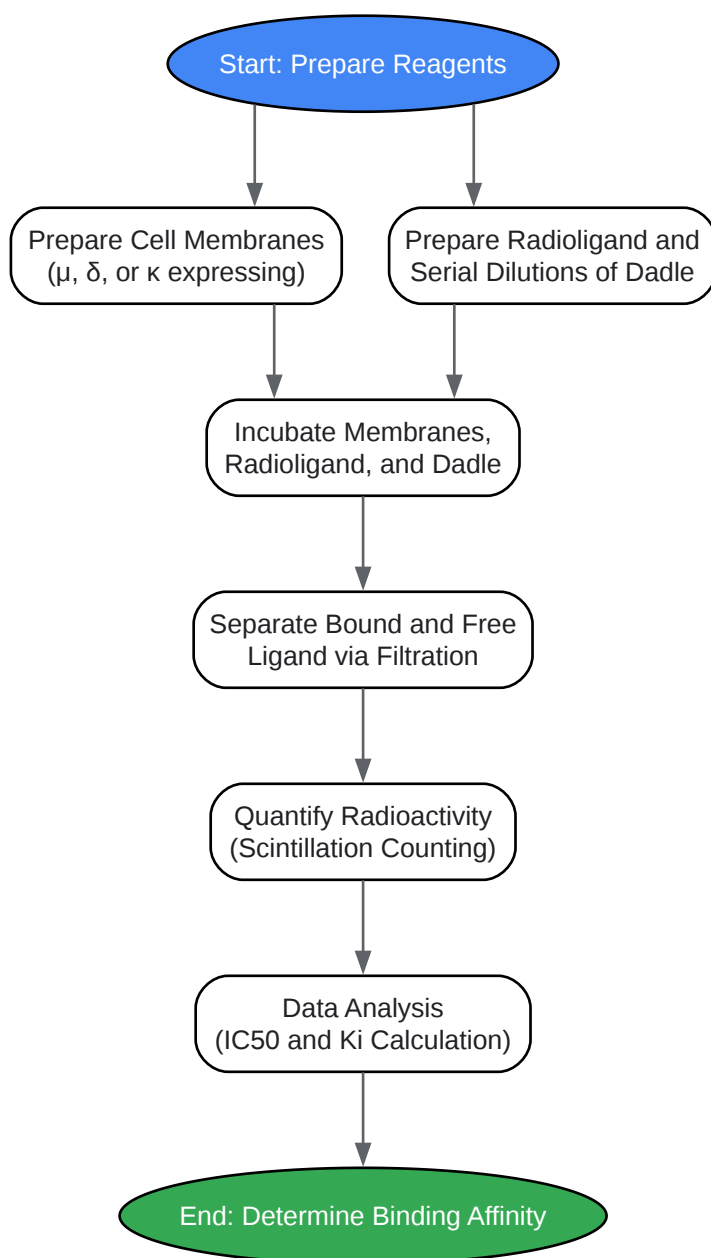 Start: Prepare Reagents
Prepare Cell Membranes
(μ, δ, or κ expressing)
Prepare Radioligand and
Serial Dilutions of Dadle
Incubate Membranes,
Radioligand, and Dadle
Separate Bound and Free
Ligand via Filtration
Quantify Radioactivity
(Scintillation Counting)
Data Analysis
(IC50 and Ki Calculation)
End: Determine Binding Affinity